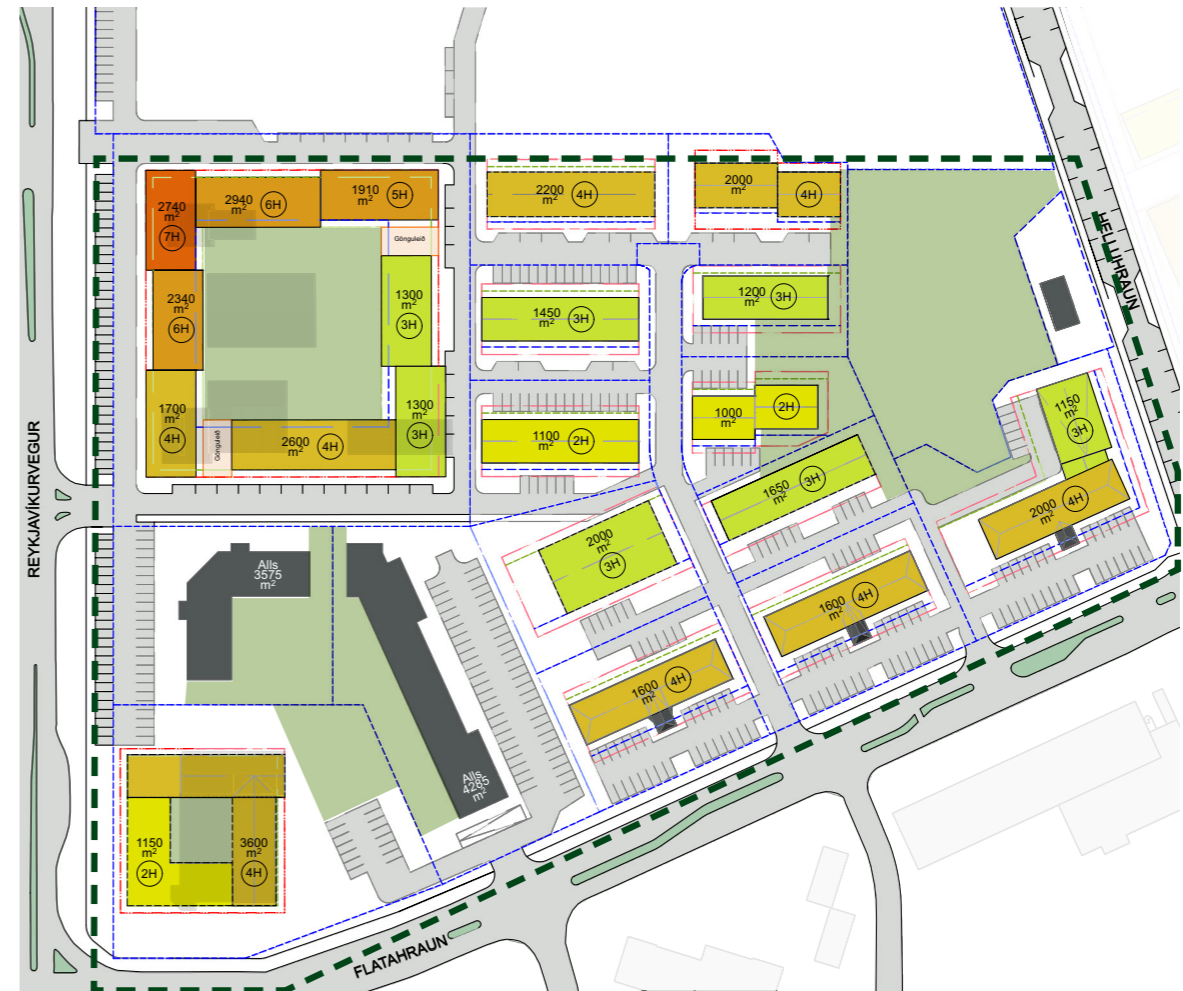 2740
m²
7H
2940
m²
6H
1910
m²
5H
2200
m²
4H
2000
m²
4H
Gönguleið
2340
m²
6H
1300
m²
3H
1450
m²
3H
1200
m²
3H
HELLUHRAUN
1700
m²
4H
Gönguleið
2600
m²
4H
1300
m²
3H
1100
m²
2H
1000
m²
2H
1150
m²
3H
REYKJAVÍKURVEGUR
1650
m²
3H
2000
m²
4H
2000
m²
3H
Alls
3575
m²
1600
m²
4H
1600
m²
4H
Alls
4285
m²
1150
m²
2H
3600
m²
4H
FLATAHRAUN